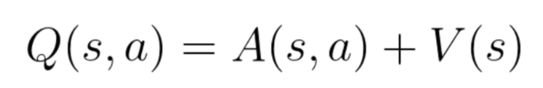 Q(s, a) = A(s, a) + V(s)